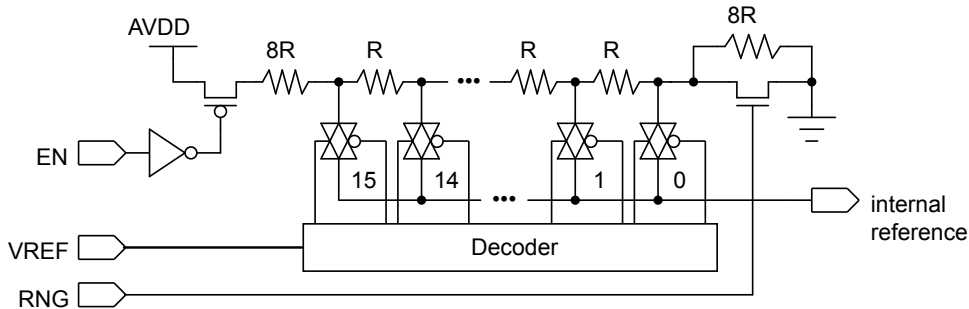 AVDD
8R
R
R
R
8R
•••
EN
15
14
1
0
•••
internal
reference
VREF
Decoder
RNG